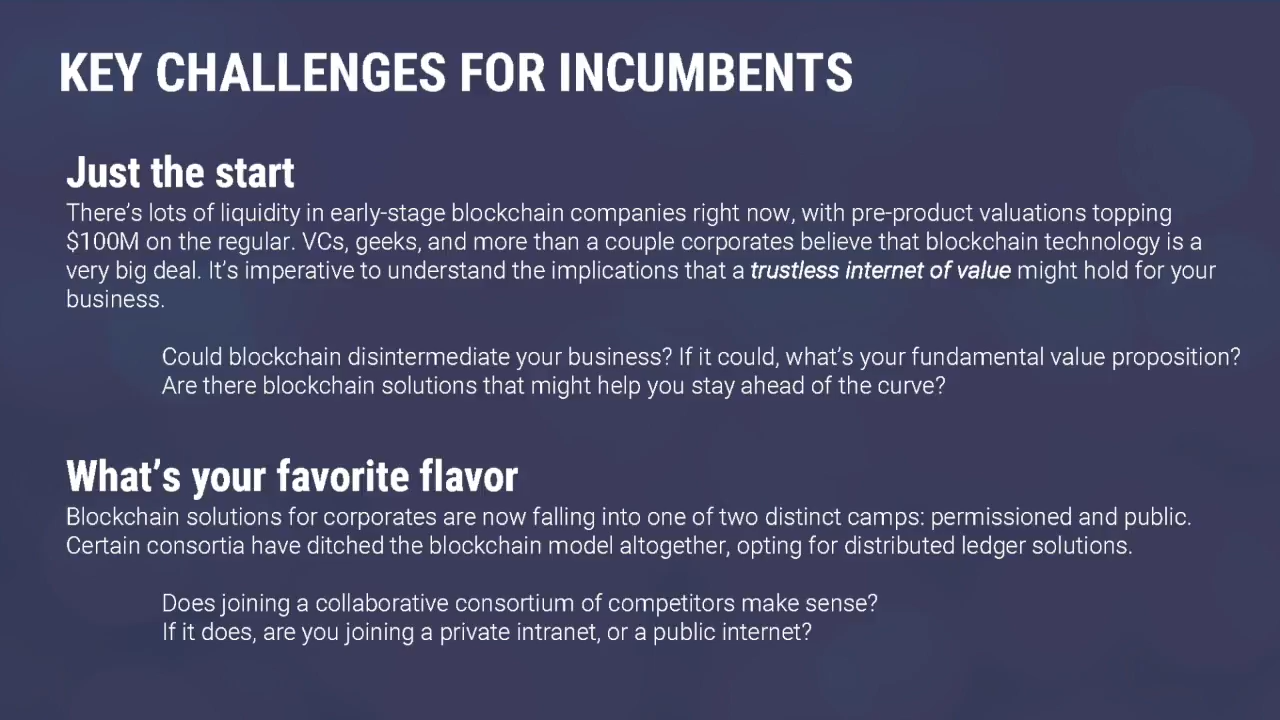 KEY CHALLENGES FOR INCUMBENTS
Just the start
There’s lots of liquidity in early-stage blockchain companies right now, with pre-product valuations topping
$100M on the regular. VCs, geeks, and more than a couple corporates believe that blockchain technology is a
very big deal. It’s imperative to understand the implications that a trustless internet of value might hold for your
business.
Could blockchain disintermediate your business? If it could, what’s your fundamental value proposition?
Are there blockchain solutions that might help you stay ahead of the curve?
What’s your favorite flavor
Blockchain solutions for corporates are now falling into one of two distinct camps: permissioned and public.
Certain consortia have ditched the blockchain model altogether, opting for distributed ledger solutions.
Does joining a collaborative consortium of competitors make sense?
If it does, are you joining a private intranet, or a public internet?